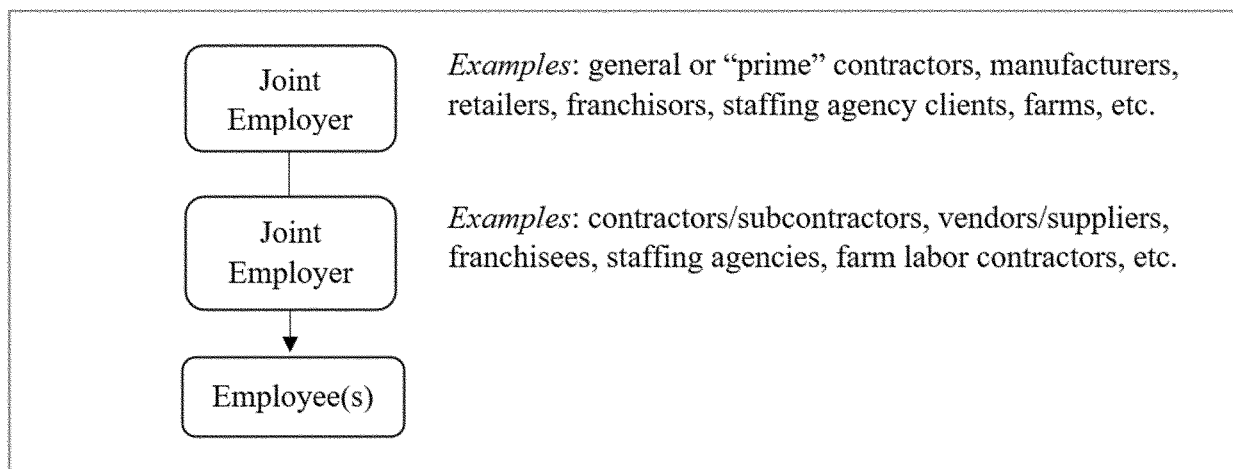 Joint
Employer
Examples: general or “prime” contractors, manufacturers,
retailers, franchisors, staffing agency clients, farms, etc.
Joint
Employer
Examples: contractors/subcontractors, vendors/suppliers,
franchisees, staffing agencies, farm labor contractors, etc.
Employee(s)